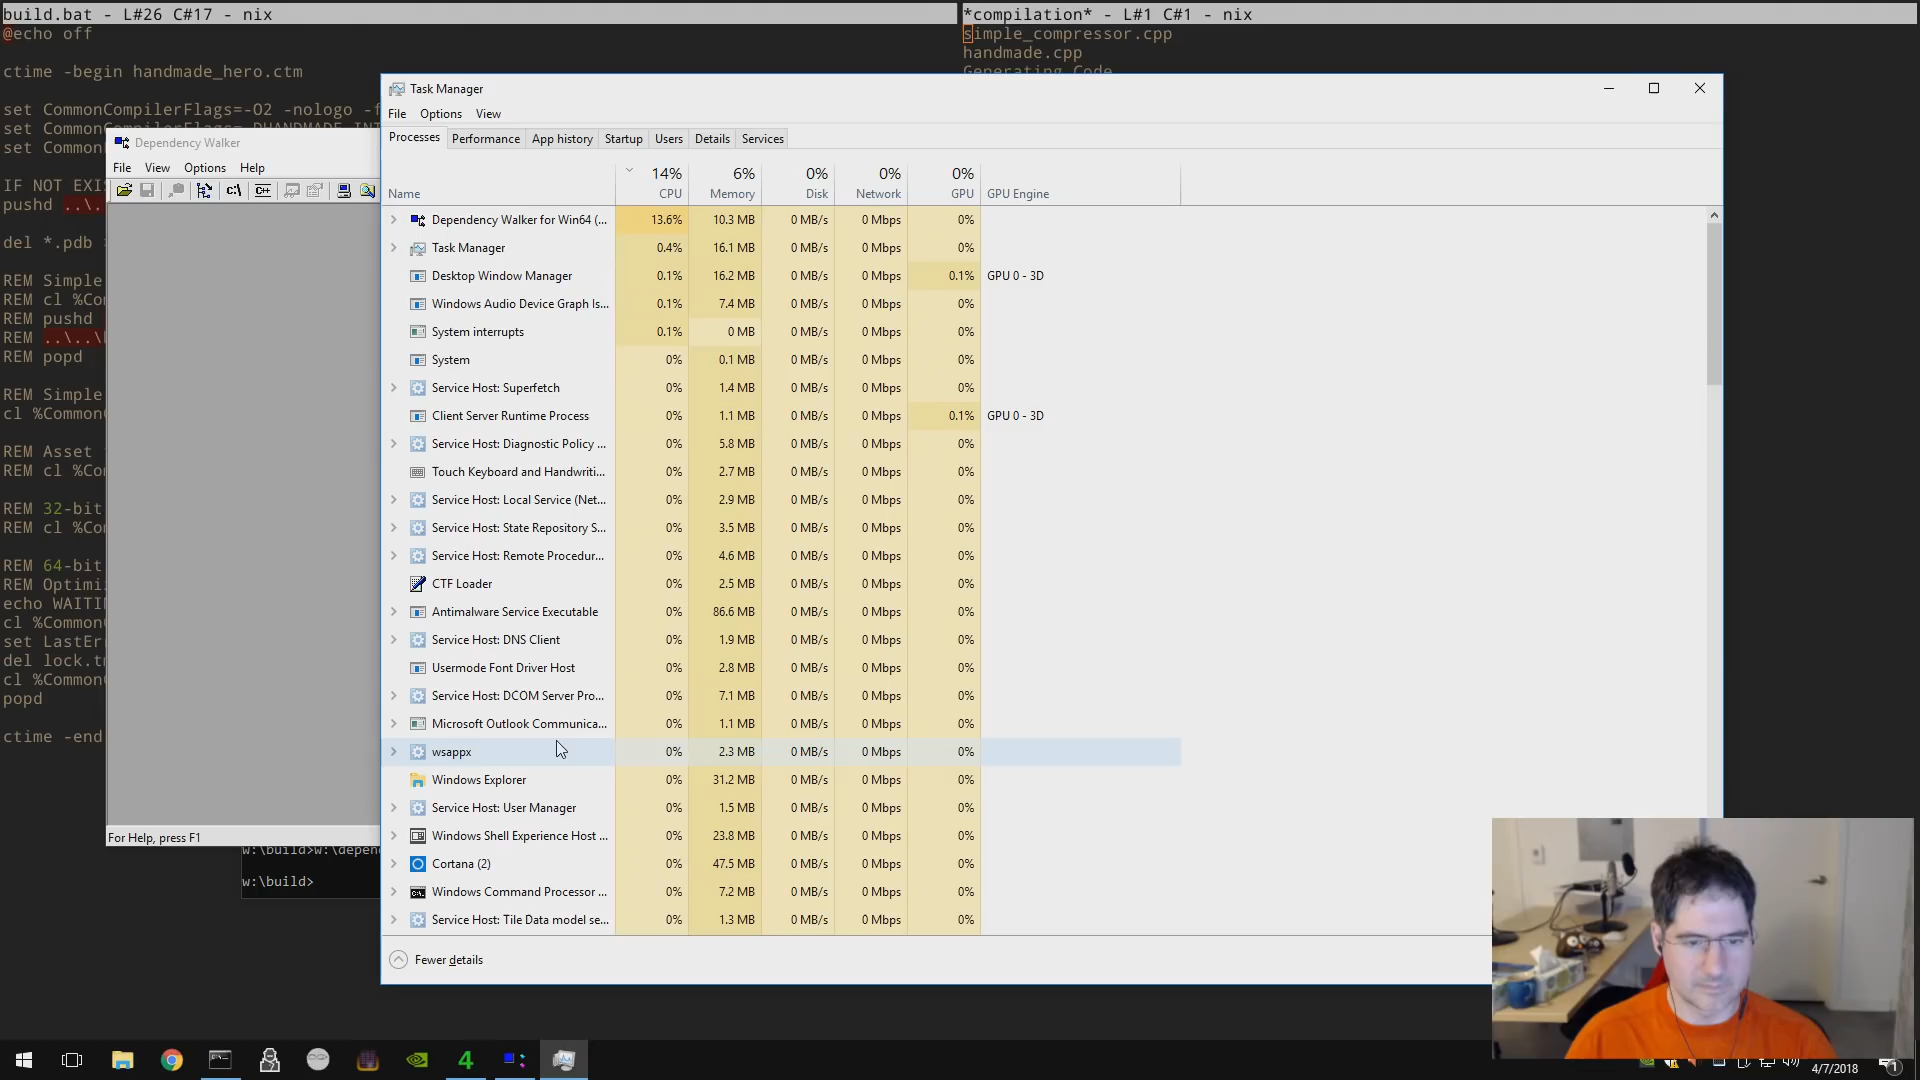 build.bat - L#26 C#17 - nix
*compilation* - L#1 C#1 - nix
@echo off
simple_compressor.cpp
handmade.cpp
Generating Code
ctime -begin handmade_hero.ctm
set CommonCompilerFlags=-O2 -nologo -f
set CommonCompilerFlags=-DHANDMADE_INT
set Common
IF NOT EXIS
pushd ..\..
del *.pdb
REM Simple
REM cl %Com
REM pushd
REM ..\..\
REM popd
REM Simple
cl %Common
REM Asset
REM cl %Com
REM 32-bit
REM cl %Com
REM 64-bit
REM Optimi
echo WAITIN
cl %Common
set LastErr
del lock.tm
cl %Common
popd
ctime -end
Dependency Walker
File View Options Help
c:\
C++
For Help, press F1
w:\build>w:\depend
w:\build>
Task Manager
File Options View
Processes Performance App history Startup Users Details Services
14% 6% 0% 0% 0%
Name CPU Memory Disk Network GPU GPU Engine
Dependency Walker for Win64 (... 13.6% 10.3 MB 0 MB/s 0 Mbps 0%
Task Manager 0.4% 16.1 MB 0 MB/s 0 Mbps 0%
Desktop Window Manager 0.1% 16.2 MB 0 MB/s 0 Mbps 0.1% GPU 0 - 3D
Windows Audio Device Graph Is... 0.1% 7.4 MB 0 MB/s 0 Mbps 0%
System interrupts 0.1% 0 MB 0 MB/s 0 Mbps 0%
System 0% 0.1 MB 0 MB/s 0 Mbps 0%
Service Host: Superfetch 0% 1.4 MB 0 MB/s 0 Mbps 0%
Client Server Runtime Process 0% 1.1 MB 0 MB/s 0 Mbps 0.1% GPU 0 - 3D
Service Host: Diagnostic Policy ... 0% 5.8 MB 0 MB/s 0 Mbps 0%
Touch Keyboard and Handwriti... 0% 2.7 MB 0 MB/s 0 Mbps 0%
Service Host: Local Service (Net... 0% 2.9 MB 0 MB/s 0 Mbps 0%
Service Host: State Repository S... 0% 3.5 MB 0 MB/s 0 Mbps 0%
Service Host: Remote Procedur... 0% 4.6 MB 0 MB/s 0 Mbps 0%
CTF Loader 0% 2.5 MB 0 MB/s 0 Mbps 0%
Antimalware Service Executable 0% 86.6 MB 0 MB/s 0 Mbps 0%
Service Host: DNS Client 0% 1.9 MB 0 MB/s 0 Mbps 0%
Usermode Font Driver Host 0% 2.8 MB 0 MB/s 0 Mbps 0%
Service Host: DCOM Server Pro... 0% 7.1 MB 0 MB/s 0 Mbps 0%
Microsoft Outlook Communica... 0% 1.1 MB 0 MB/s 0 Mbps 0%
wsappx 0% 2.3 MB 0 MB/s 0 Mbps 0%
Windows Explorer 0% 31.2 MB 0 MB/s 0 Mbps 0%
Service Host: User Manager 0% 1.5 MB 0 MB/s 0 Mbps 0%
Windows Shell Experience Host ... 0% 23.8 MB 0 MB/s 0 Mbps 0%
Cortana (2) 0% 47.5 MB 0 MB/s 0 Mbps 0%
Windows Command Processor ... 0% 7.2 MB 0 MB/s 0 Mbps 0%
Service Host: Tile Data model se... 0% 1.3 MB 0 MB/s 0 Mbps 0%
Fewer details
4
4/7/2018
1